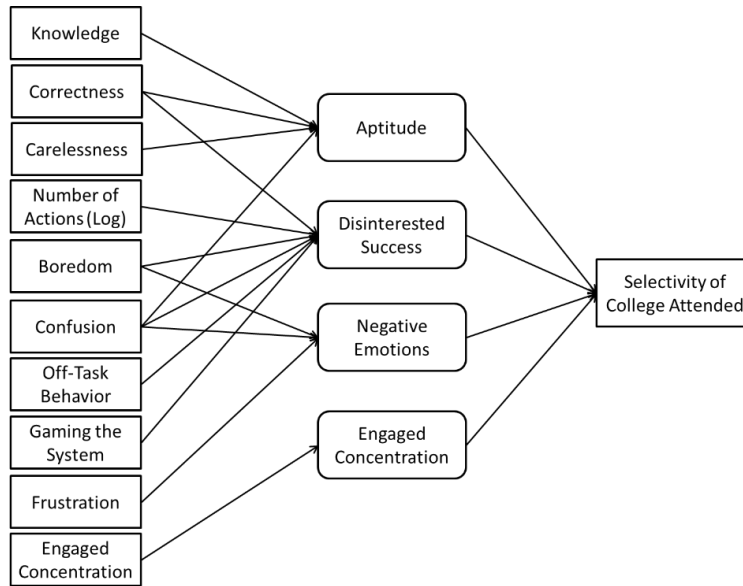 Knowledge
Correctness
Carelessness
Number of
Actions (Log)
Boredom
Confusion
Off-Task
Behavior
Gaming the
System
Frustration
Engaged
Concentration
Aptitude
Disinterested
Success
Negative
Emotions
Engaged
Concentration
Selectivity of
College Attended